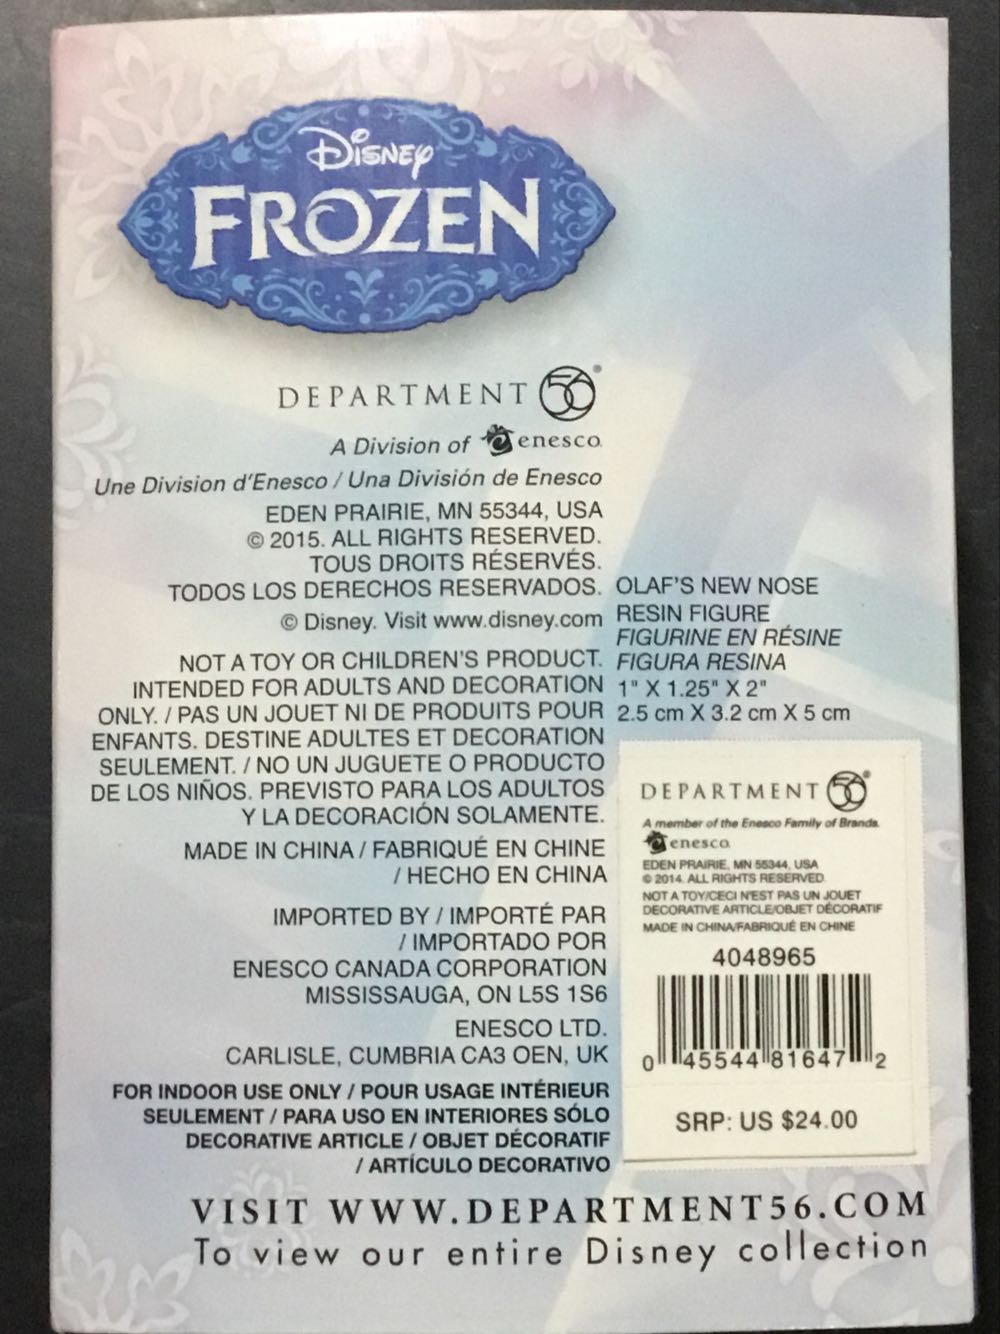 DISNEY
FROZEN
DEPARTMENT 56®
A Division of enesco.
Une Division d'Enesco / Una División de Enesco
EDEN PRAIRIE, MN 55344, USA
© 2015. ALL RIGHTS RESERVED.
TOUS DROITS RÉSERVÉS.
TODOS LOS DERECHOS RESERVADOS.
© Disney. Visit www.disney.com
NOT A TOY OR CHILDREN'S PRODUCT.
INTENDED FOR ADULTS AND DECORATION
ONLY. / PAS UN JOUET NI DE PRODUITS POUR
ENFANTS. DESTINE ADULTES ET DECORATION
SEULEMENT. / NO UN JUGUETE O PRODUCTO
DE LOS NIÑOS. PREVISTO PARA LOS ADULTOS
Y LA DECORACIÓN SOLAMENTE.
MADE IN CHINA / FABRIQUÉ EN CHINE
/ HECHO EN CHINA
IMPORTED BY / IMPORTÉ PAR
/ IMPORTADO POR
ENESCO CANADA CORPORATION
MISSISSAUGA, ON L5S 1S6
ENESCO LTD.
CARLISLE, CUMBRIA CA3 OEN, UK
FOR INDOOR USE ONLY / POUR USAGE INTÉRIEUR
SEULEMENT / PARA USO EN INTERIORES SÓLO
DECORATIVE ARTICLE / OBJET DÉCORATIF
/ ARTÍCULO DECORATIVO
OLAF'S NEW NOSE
RESIN FIGURE
FIGURINE EN RÉSINE
FIGURA RESINA
1" X 1.25" X 2"
2.5 cm X 3.2 cm X 5 cm
DEPARTMENT 56®
A member of the Enesco Family of Brands.
enesco.
EDEN PRAIRIE, MN 55344, USA
© 2014. ALL RIGHTS RESERVED.
NOT A TOY/CECI N'EST PAS UN JOUET
DECORATIVE ARTICLE/OBJET DÉCORATIF
MADE IN CHINA/FABRIQUÉ EN CHINE
4048965
0 45544 81647 2
SRP: US $24.00
VISIT WWW.DEPARTMENT56.COM
To view our entire Disney collection